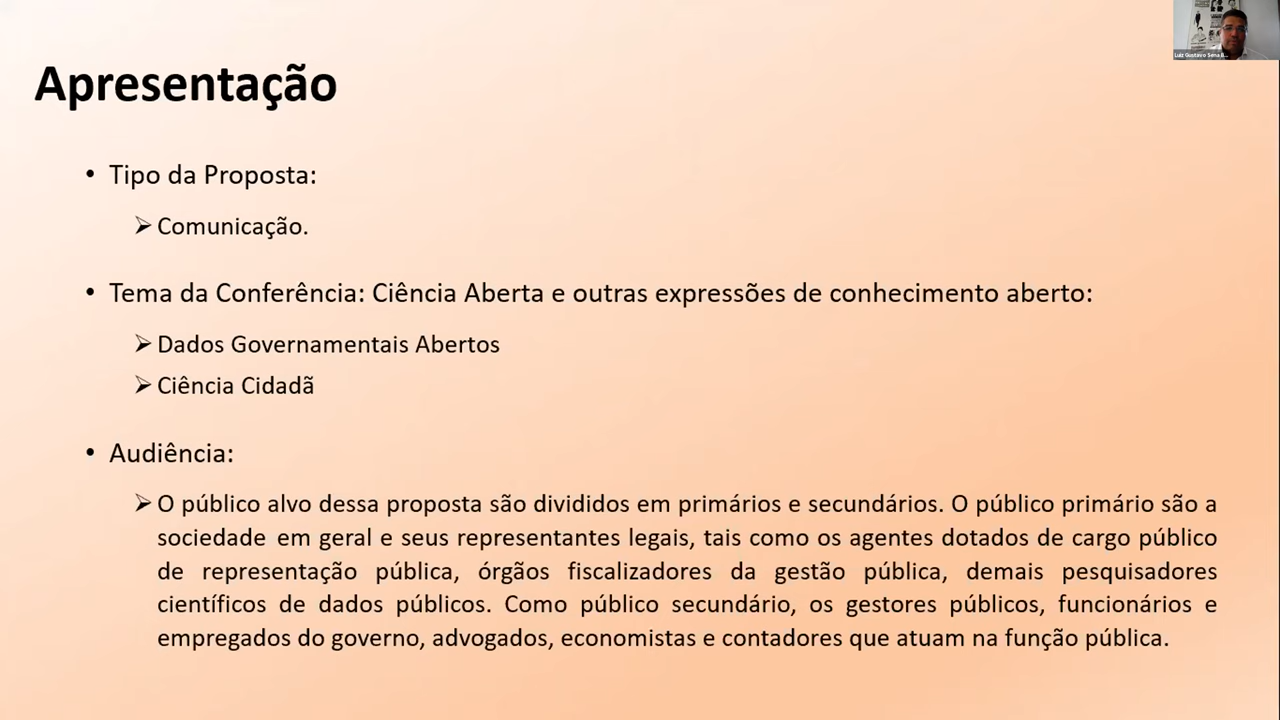 Apresentação
• Tipo da Proposta:
➢ Comunicação.
• Tema da Conferência: Ciência Aberta e outras expressões de conhecimento aberto:
➢ Dados Governamentais Abertos
➢ Ciência Cidadã
• Audiência:
➢ O público alvo dessa proposta são divididos em primários e secundários. O público primário são a
sociedade em geral e seus representantes legais, tais como os agentes dotados de cargo público
de representação pública, órgãos fiscalizadores da gestão pública, demais pesquisadores
científicos de dados públicos. Como público secundário, os gestores públicos, funcionários e
empregados do governo, advogados, economistas e contadores que atuam na função pública.
Luiz Gustavo Sena B...